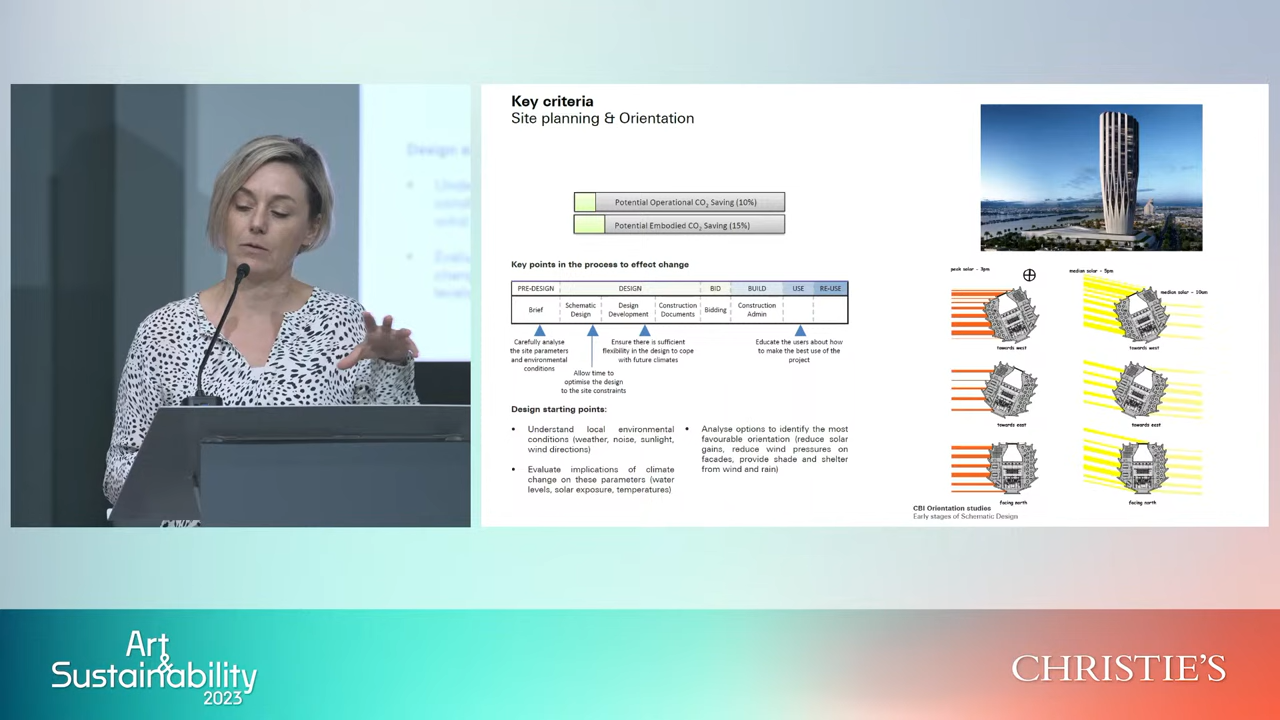 Key criteria
Site planning & Orientation
Potential Operational CO₂ Saving (10%)
Potential Embodied CO₂ Saving (15%)
Key points in the process to effect change
PRE-DESIGN DESIGN BID BUILD USE RE-USE
Brief
Schematic
Design
Design
Development
Construction
Documents
Bidding
Construction
Admin
Carefully analyse
the site parameters
and environmental
conditions
Allow time to
optimise the design
to the site constraints
Ensure there is sufficient
flexibility in the design to cope
with future climates
Educate the users about how
to make the best use of the
project
Design starting points:
• Understand local environmental
conditions (weather, noise, sunlight,
wind directions)
• Evaluate implications of climate
change on these parameters (water
levels, solar exposure, temperatures)
• Analyse options to identify the most
favourable orientation (reduce solar
gains, reduce wind pressures on
facades, provide shade and shelter
from wind and rain)
peak solar - 3pm
median solar - 5pm
median solar - 10am
towards west
towards west
towards east
towards east
facing north
facing north
CBI Orientation studies
Early stages of Schematic Design
Art
&
Sustainability
2023
CHRISTIE'S